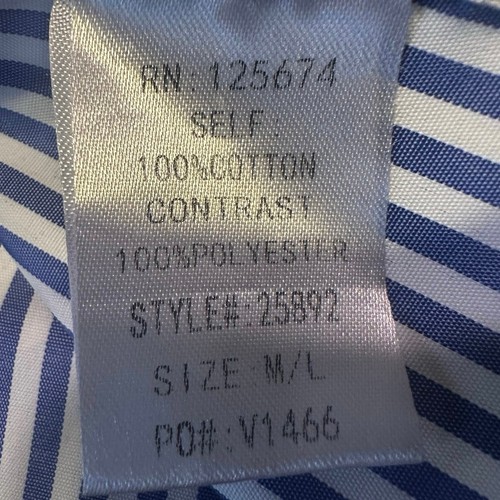 RN:125674
SELF:
100%COTTON
CONTRAST
100%POLYESTER
STYLE#:25892
SIZE:M/L
PO#:V1466